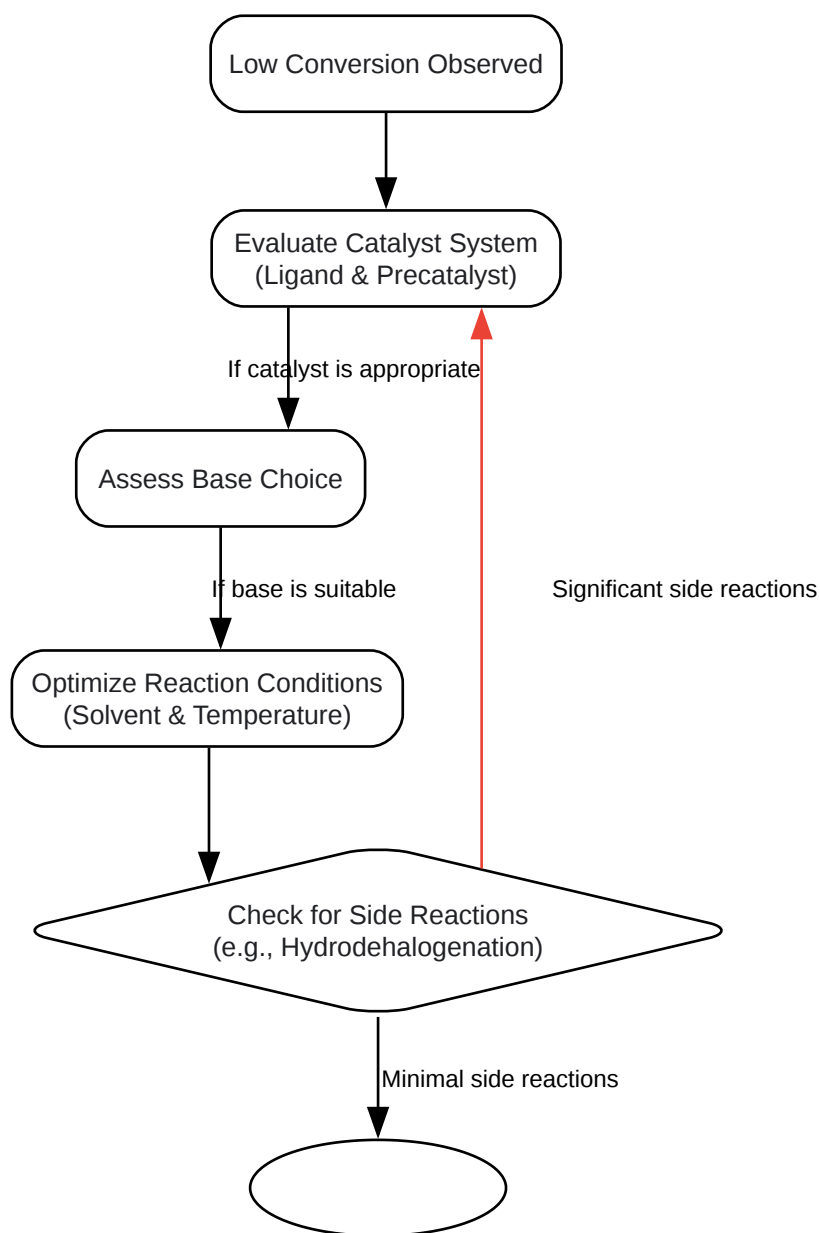 Low Conversion Observed
Evaluate Catalyst System
(Ligand & Precatalyst)
If catalyst is appropriate
Assess Base Choice
If base is suitable
Significant side reactions
Optimize Reaction Conditions
(Solvent & Temperature)
Check for Side Reactions
(e.g., Hydrodehalogenation)
Minimal side reactions